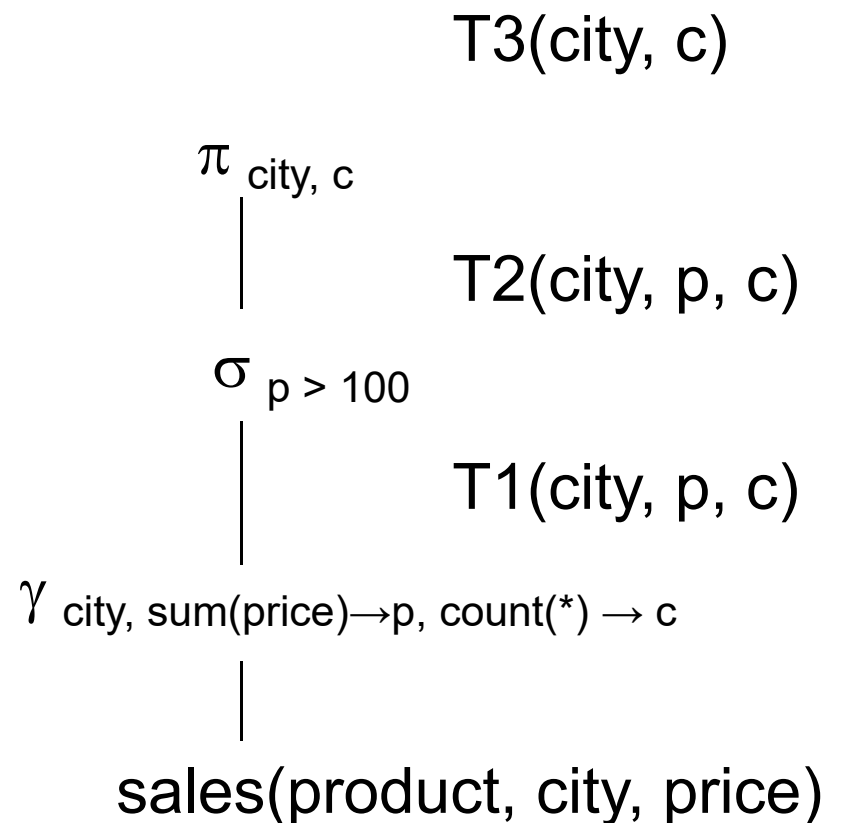 T3(city, c)
π city, c
T2(city, p, c)
σ p > 100
T1(city, p, c)
γ city, sum(price)→p, count(*) → c
sales(product, city, price)